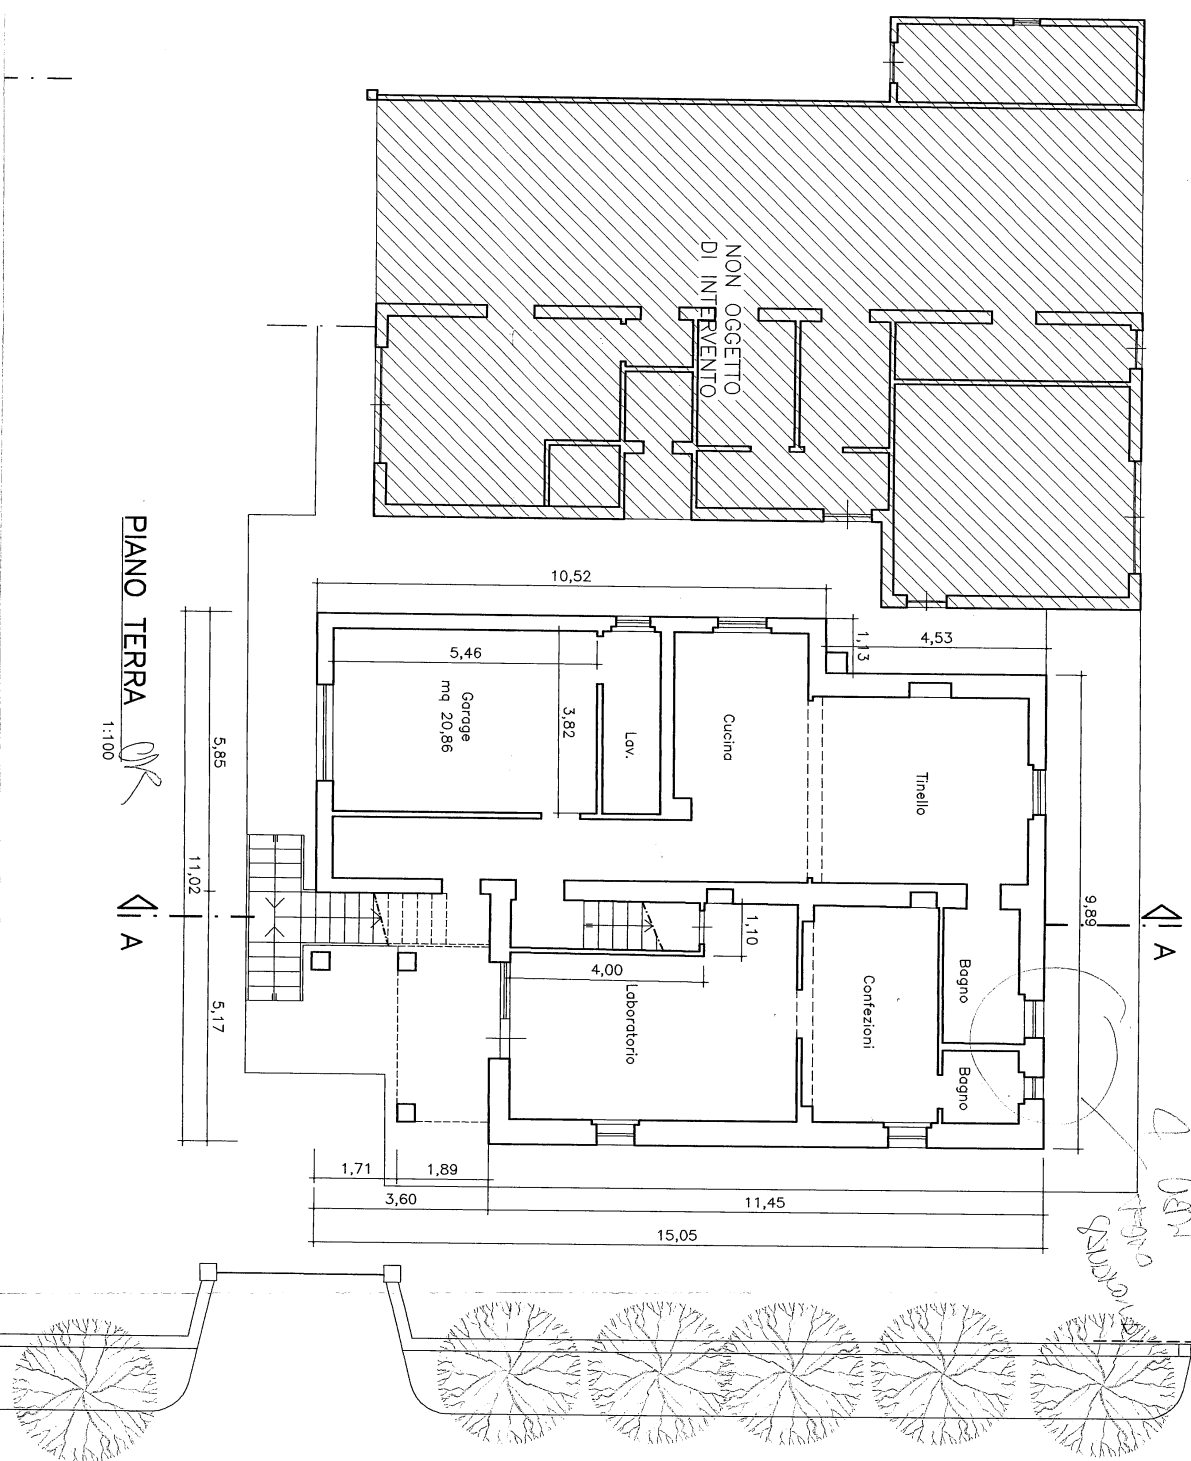 NON OGGETTO
DI INTERVENTO
10,52
1,13
4,53
5,46
3,82
Garage
mq 20,86
Lav.
Cucina
Tinello
9,89
PIANO TERRA
1:100
OK
5,85
11,02
5,17
A
A
1,10
4,00
Laboratorio
Confezioni
Bagno
Bagno
1,71
1,89
3,60
11,45
15,05